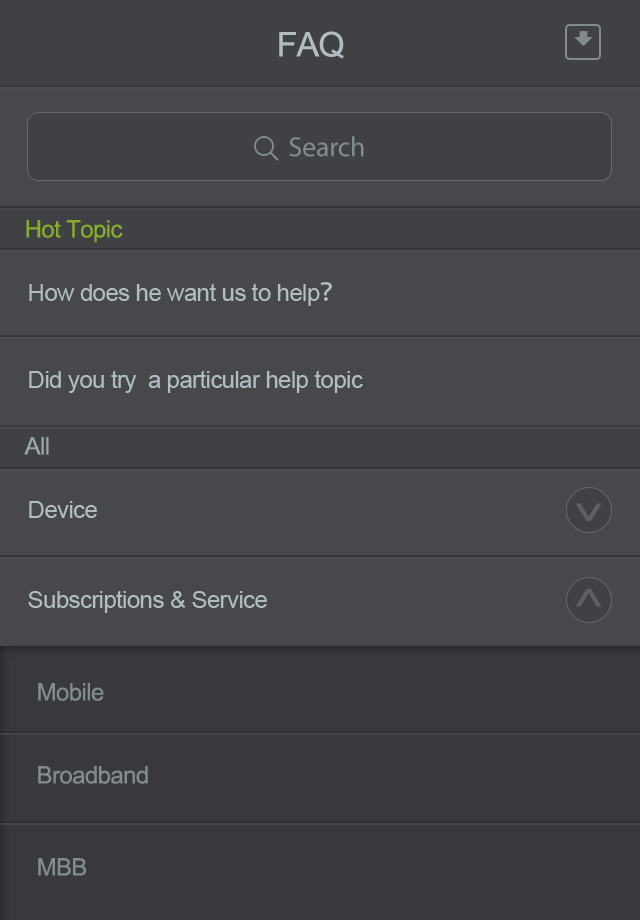 FAQ
Search
Hot Topic
How does he want us to help?
Did you try  a particular help topic
All
Device
Subscriptions & Service
Mobile
Broadband
MBB